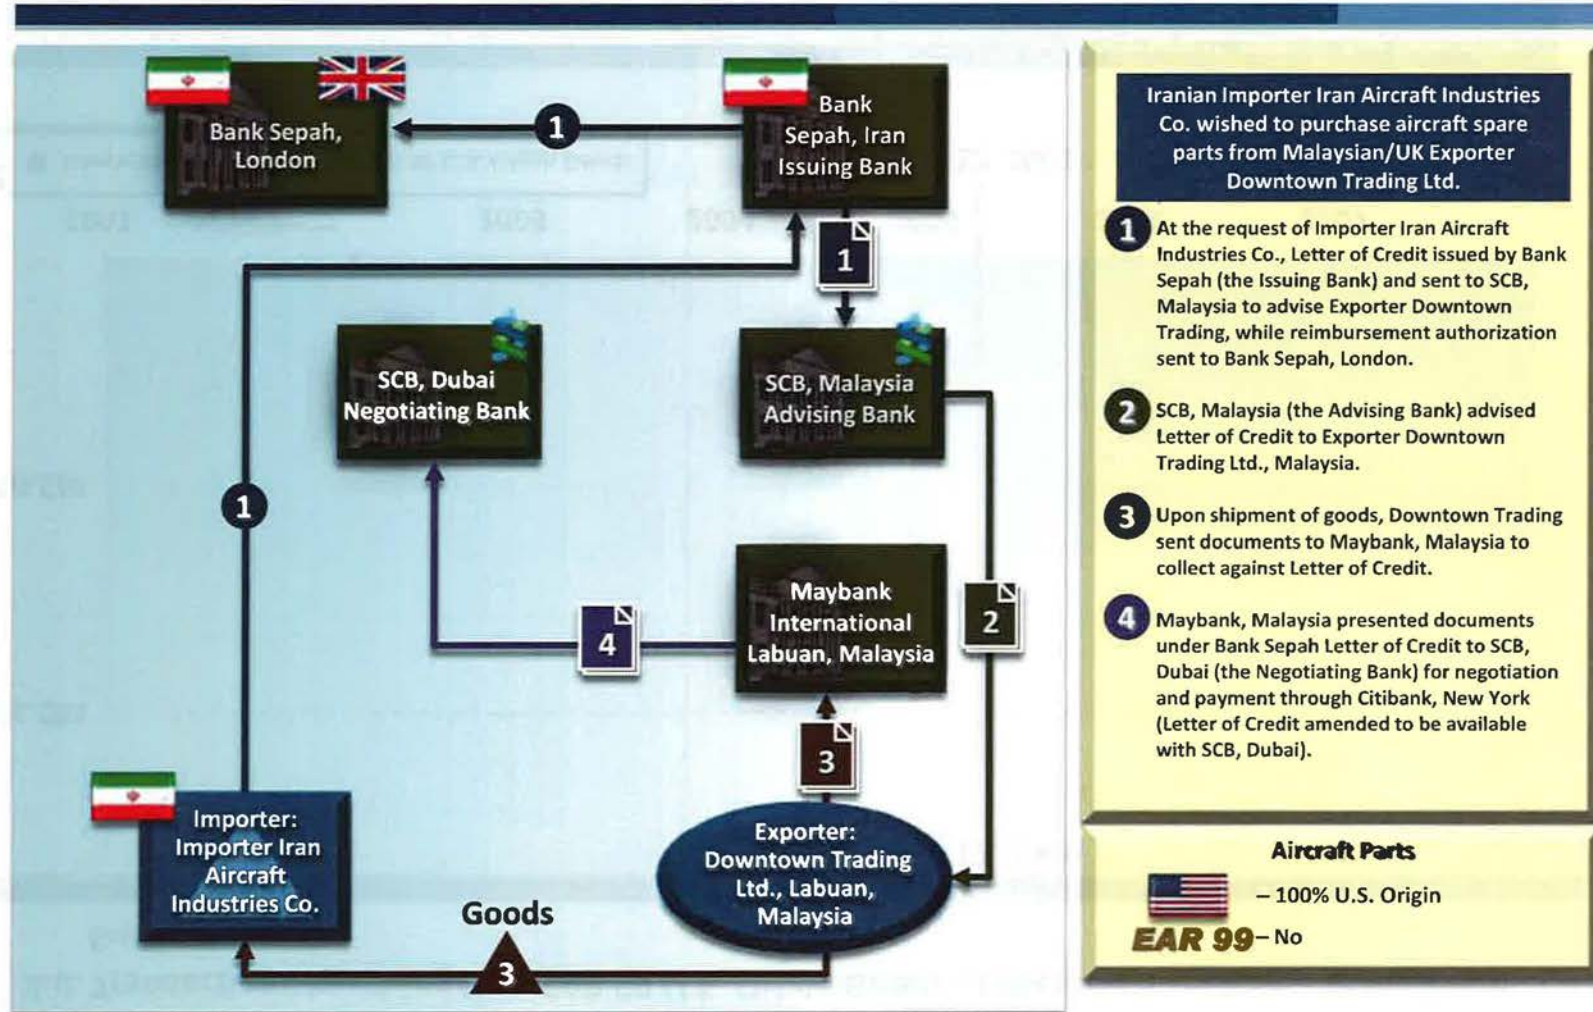 Bank Sepah,
London
1
Bank
Sepah, Iran
Issuing Bank
1
SCB, Dubai
Negotiating Bank
SCB, Malaysia
Advising Bank
1
Maybank
International
Labuan, Malaysia
4
2
3
Importer:
Importer Iran
Aircraft
Industries Co.
Exporter:
Downtown Trading
Ltd., Labuan,
Malaysia
Goods
3
Iranian Importer Iran Aircraft Industries
Co. wished to purchase aircraft spare
parts from Malaysian/UK Exporter
Downtown Trading Ltd.
1 At the request of Importer Iran Aircraft
Industries Co., Letter of Credit issued by Bank
Sepah (the Issuing Bank) and sent to SCB,
Malaysia to advise Exporter Downtown
Trading, while reimbursement authorization
sent to Bank Sepah, London.
2 SCB, Malaysia (the Advising Bank) advised
Letter of Credit to Exporter Downtown
Trading Ltd., Malaysia.
3 Upon shipment of goods, Downtown Trading
sent documents to Maybank, Malaysia to
collect against Letter of Credit.
4 Maybank, Malaysia presented documents
under Bank Sepah Letter of Credit to SCB,
Dubai (the Negotiating Bank) for negotiation
and payment through Citibank, New York
(Letter of Credit amended to be available
with SCB, Dubai).
Aircraft Parts
– 100% U.S. Origin
EAR 99 – No